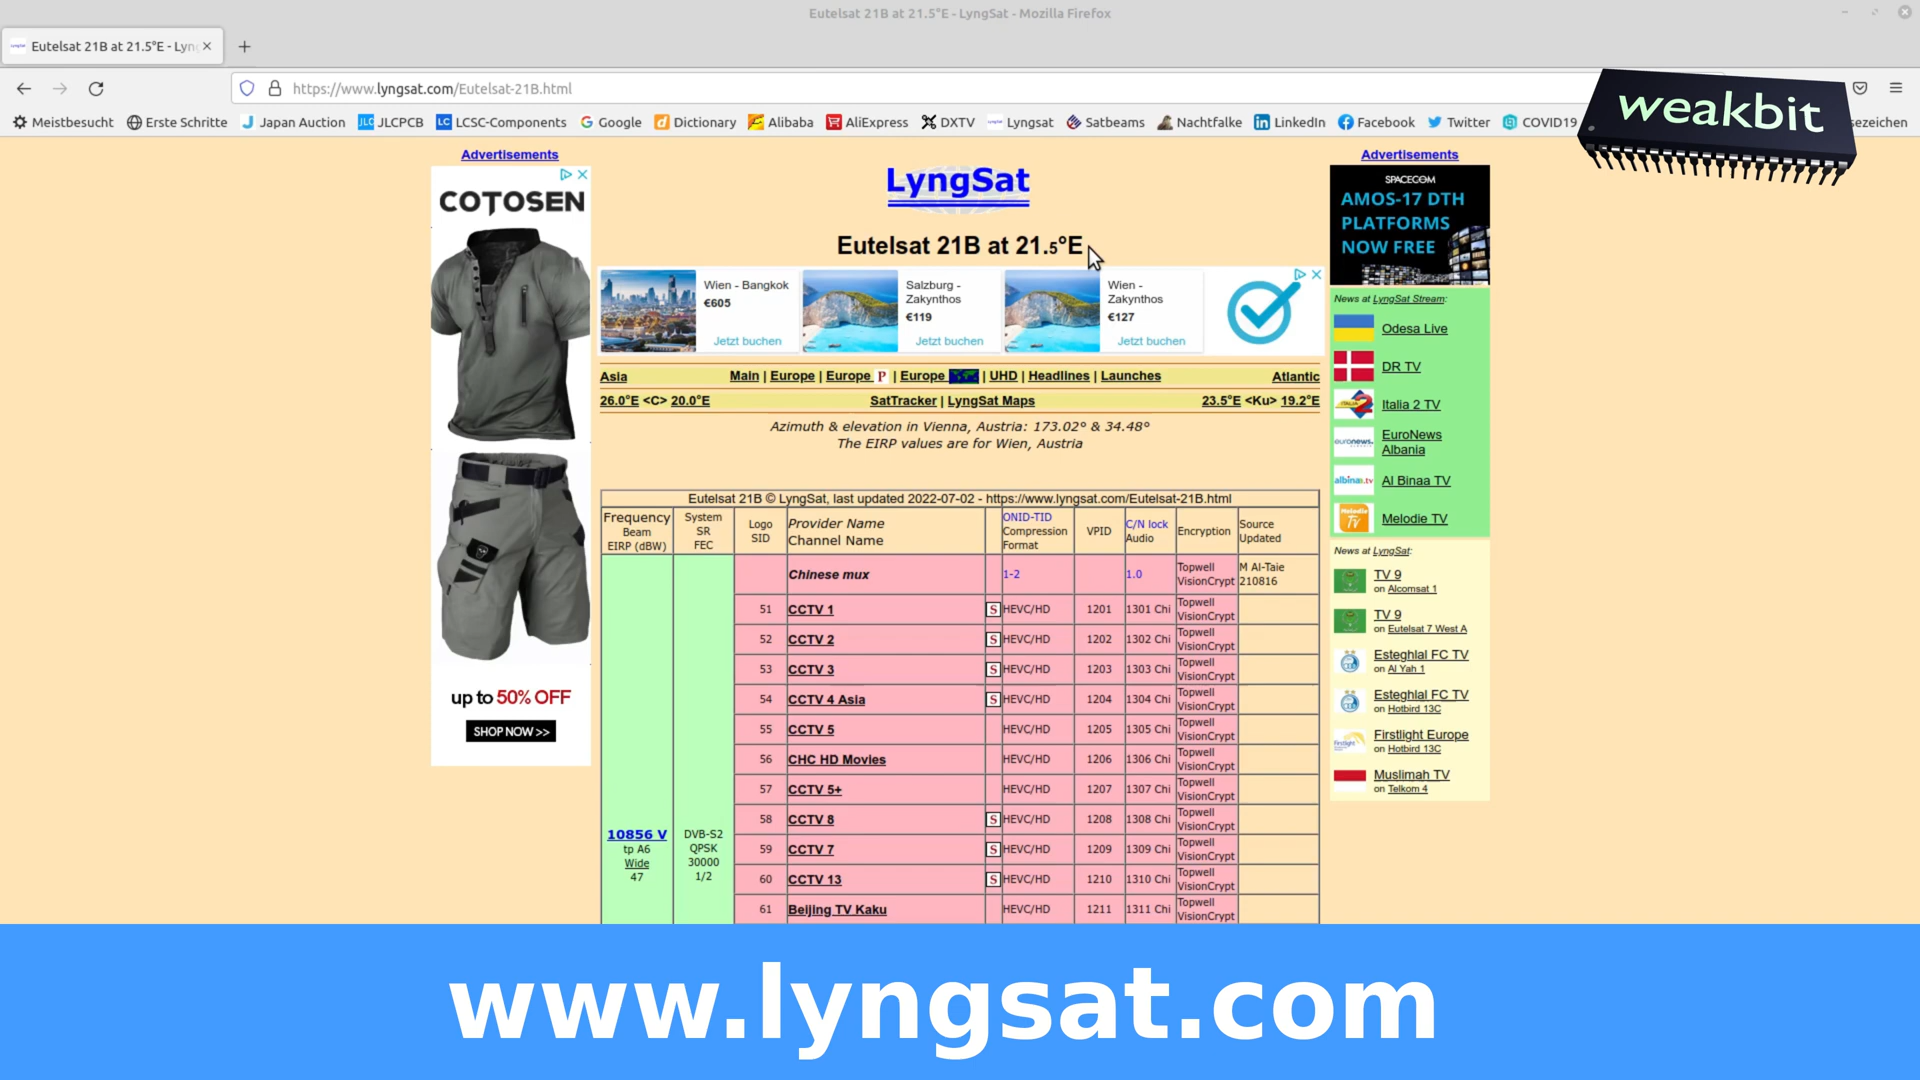 Eutelsat 21B at 21.5°E - LyngSat - Mozilla Firefox
Eutelsat 21B at 21.5°E - Lyn
https://www.lyngsat.com/Eutelsat-21B.html
Meistbesucht Erste Schritte Japan Auction JLCPCB LCSC-Components Google Dictionary Alibaba AliExpress DXTV Lyngsat Satbeams Nachtfalke LinkedIn Facebook Twitter COVID19 sezeichen
weakbit
Advertisements
COTOSEN
up to 50% OFF
SHOP NOW >>
LyngSat
Eutelsat 21B at 21.5°E
Wien - Bangkok
€605
Jetzt buchen
Salzburg -
Zakynthos
€119
Jetzt buchen
Wien -
Zakynthos
€127
Jetzt buchen
Asia Main | Europe | Europe P | Europe | UHD | Headlines | Launches Atlantic
26.0°E <C> 20.0°E SatTracker | LyngSat Maps 23.5°E <Ku> 19.2°E
Azimuth & elevation in Vienna, Austria: 173.02° & 34.48°
The EIRP values are for Wien, Austria
Eutelsat 21B © LyngSat, last updated 2022-07-02 - https://www.lyngsat.com/Eutelsat-21B.html
Frequency
Beam
EIRP (dBW)
System
SR
FEC
Logo
SID
Provider Name
Channel Name
ONID-TID
Compression
Format
VPID
C/N lock
Audio
Encryption
Source
Updated
10856 V
tp A6
Wide
47
DVB-S2
QPSK
30000
1/2
Chinese mux 1-2 1.0 Topwell VisionCrypt M Al-Taie 210816
51 CCTV 1 S HEVC/HD 1201 1301 Chi Topwell VisionCrypt
52 CCTV 2 S HEVC/HD 1202 1302 Chi Topwell VisionCrypt
53 CCTV 3 S HEVC/HD 1203 1303 Chi Topwell VisionCrypt
54 CCTV 4 Asia S HEVC/HD 1204 1304 Chi Topwell VisionCrypt
55 CCTV 5 HEVC/HD 1205 1305 Chi Topwell VisionCrypt
56 CHC HD Movies HEVC/HD 1206 1306 Chi Topwell VisionCrypt
57 CCTV 5+ HEVC/HD 1207 1307 Chi Topwell VisionCrypt
58 CCTV 8 S HEVC/HD 1208 1308 Chi Topwell VisionCrypt
59 CCTV 7 S HEVC/HD 1209 1309 Chi Topwell VisionCrypt
60 CCTV 13 S HEVC/HD 1210 1310 Chi Topwell VisionCrypt
61 Beijing TV Kaku HEVC/HD 1211 1311 Chi Topwell VisionCrypt
Advertisements
SPACECOM
AMOS-17 DTH
PLATFORMS
NOW FREE
News at LyngSat Stream:
Odesa Live
DR TV
Italia 2 TV
euronews.
EuroNews
Albania
albinaa.tv
Al Binaa TV
Melodie TV
Melodie TV
News at LyngSat:
TV 9
on Alcomsat 1
TV 9
on Eutelsat 7 West A
Esteghlal FC TV
on Al Yah 1
Esteghlal FC TV
on Hotbird 13C
Firstlight
Firstlight Europe
on Hotbird 13C
Muslimah TV
on Telkom 4
www.lyngsat.com